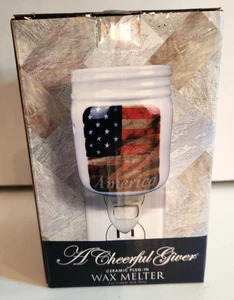 America
A Cheerful Giver®
CERAMIC PLUG-IN
WAX MELTER